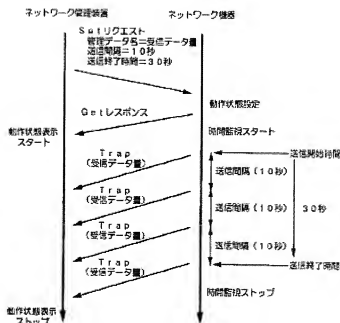 ネットワーク管理装置
ネットワーク機器
Setリクエスト
管理データ名=受信データ量
送信間隔=10秒
送信終了時間=30秒
動作状態設定
Getレスポンス
動作状態表示
スタート
時間監視スタート
Trap
(受信データ量)
送信開始時間
送信間隔(10秒)
Trap
(受信データ量)
送信間隔(10秒)
30秒
Trap
(受信データ量)
送信間隔(10秒)
Trap
(受信データ量)
送信終了時間
時間監視ストップ
動作状態表示
ストップ